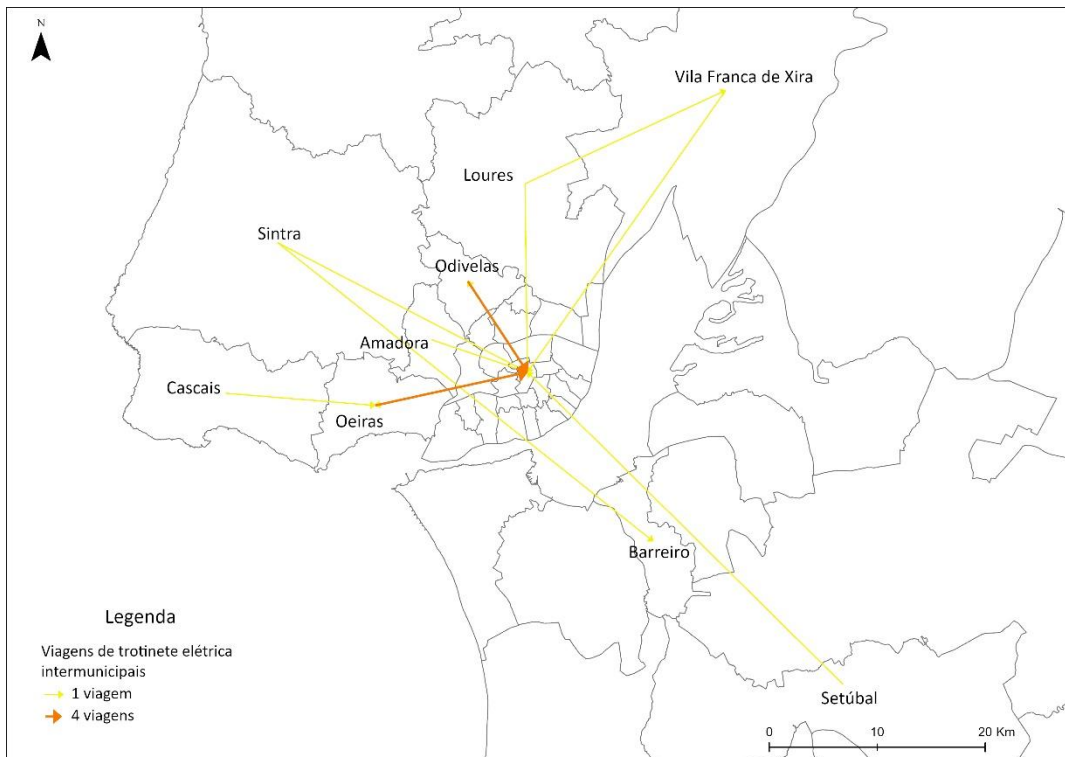 N
Vila Franca de Xira
Loures
Sintra
Odivelas
Amadora
Cascais
Oeiras
Barreiro
Setúbal
Legenda
Viagens de trotinete elétrica
intermunicipais
1 viagem
4 viagens
0 10 20 Km